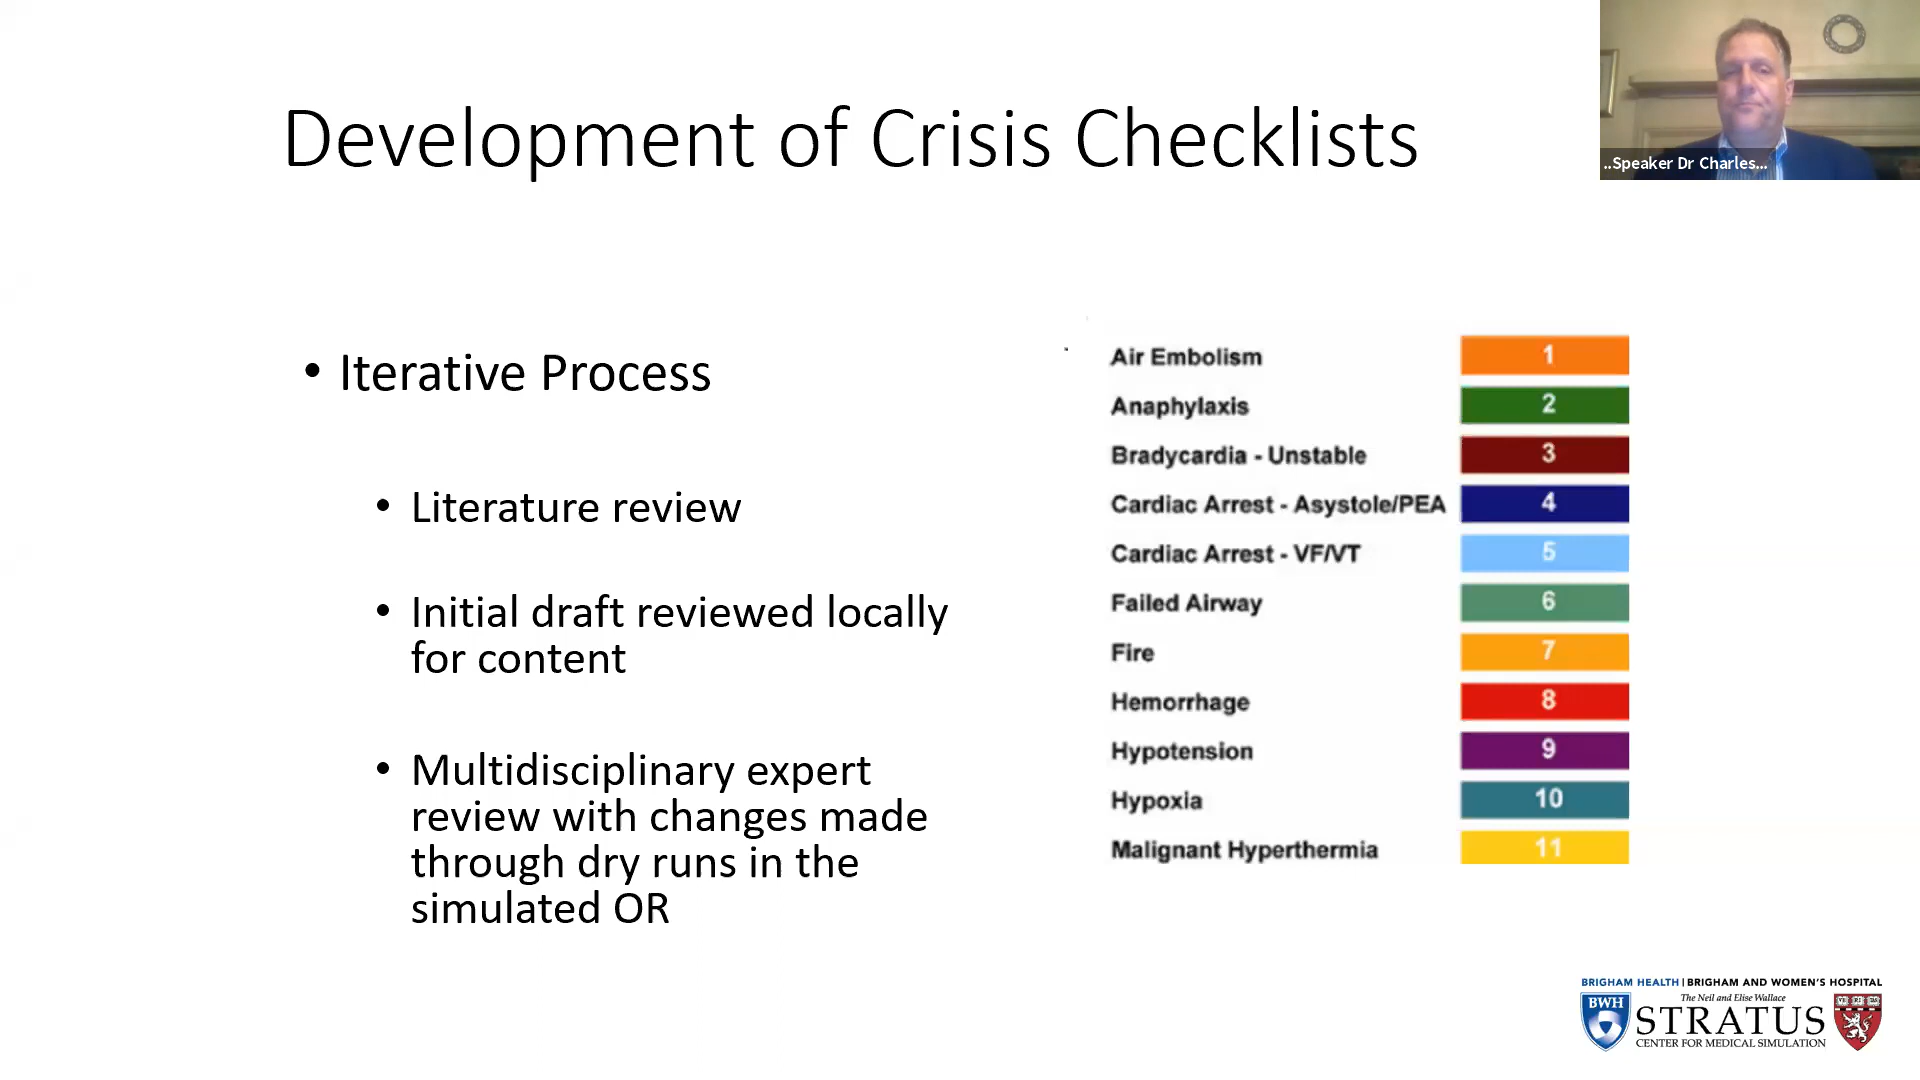 Development of Crisis Checklists
..Speaker Dr Charles...
• Iterative Process
• Literature review
• Initial draft reviewed locally
for content
• Multidisciplinary expert
review with changes made
through dry runs in the
simulated OR
Air Embolism 1
Anaphylaxis 2
Bradycardia - Unstable 3
Cardiac Arrest - Asystole/PEA 4
Cardiac Arrest - VF/VT 5
Failed Airway 6
Fire 7
Hemorrhage 8
Hypotension 9
Hypoxia 10
Malignant Hyperthermia 11
BRIGHAM HEALTH | BRIGHAM AND WOMEN'S HOSPITAL
The Neil and Elise Wallace
BWH
STRATUS
CENTER FOR MEDICAL SIMULATION
VE RI TAS